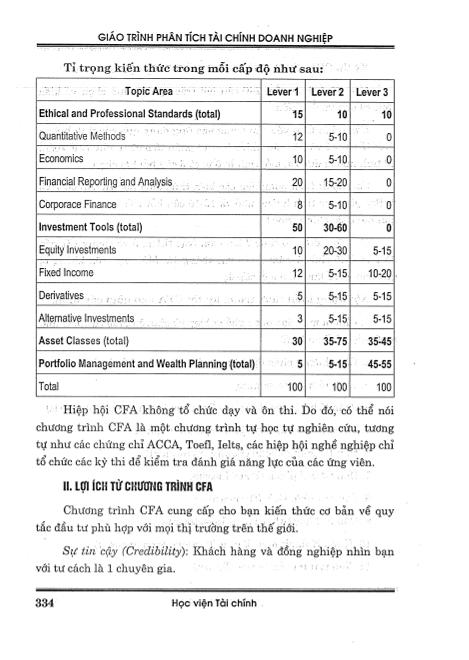 GIÁO TRÌNH PHÂN TÍCH TÀI CHÍNH DOANH NGHIỆP
Tỉ trọng kiến thức trong mỗi cấp độ như sau:
Topic Area Lever 1 Lever 2 Lever 3
Ethical and Professional Standards (total) 15 10 10
Quantitative Methods 12 5-10 0
Economics 10 5-10 0
Financial Reporting and Analysis 20 15-20 0
Corporace Finance 8 5-10 0
Investment Tools (total) 50 30-60 0
Equity Investments 10 20-30 5-15
Fixed Income 12 5-15 10-20
Derivatives 5 5-15 5-15
Alternative Investments 3 5-15 5-15
Asset Classes (total) 30 35-75 35-45
Portfolio Management and Wealth Planning (total) 5 5-15 45-55
Total 100 100 100
Hiệp hội CFA không tổ chức dạy và ôn thi. Do đó, có thể nói
chương trình CFA là một chương trình tự học tự nghiên cứu, tương
tự như các chứng chỉ ACCA, Toefl, Ielts, các hiệp hội nghề nghiệp chỉ
tổ chức các kỳ thi để kiểm tra đánh giá năng lực của các ứng viên.
II. LỢI ÍCH TỪ CHƯƠNG TRÌNH CFA
Chương trình CFA cung cấp cho bạn kiến thức cơ bản về quy
tắc đầu tư phù hợp với mọi thị trường trên thế giới.
Sự tin cậy (Credibility): Khách hàng và đồng nghiệp nhìn bạn
với tư cách là 1 chuyên gia.
334 Học viện Tài chính